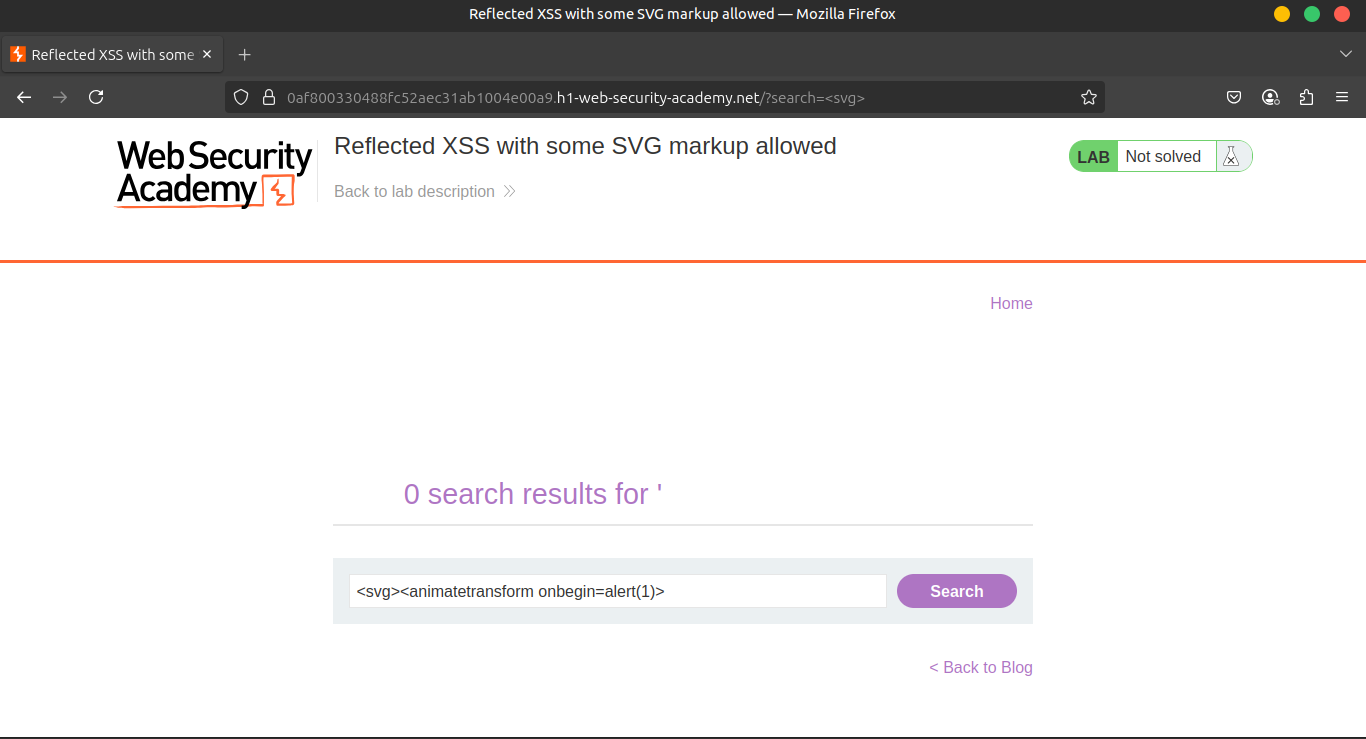 Reflected XSS with some SVG markup allowed — Mozilla Firefox
Reflected XSS with some
0af800330488fc52aec31ab1004e00a9.h1-web-security-academy.net/?search=<svg>
Web Security
Academy
Reflected XSS with some SVG markup allowed
Back to lab description
LAB
Not solved
Home
0 search results for '
<svg><animatetransform onbegin=alert(1)>
Search
< Back to Blog